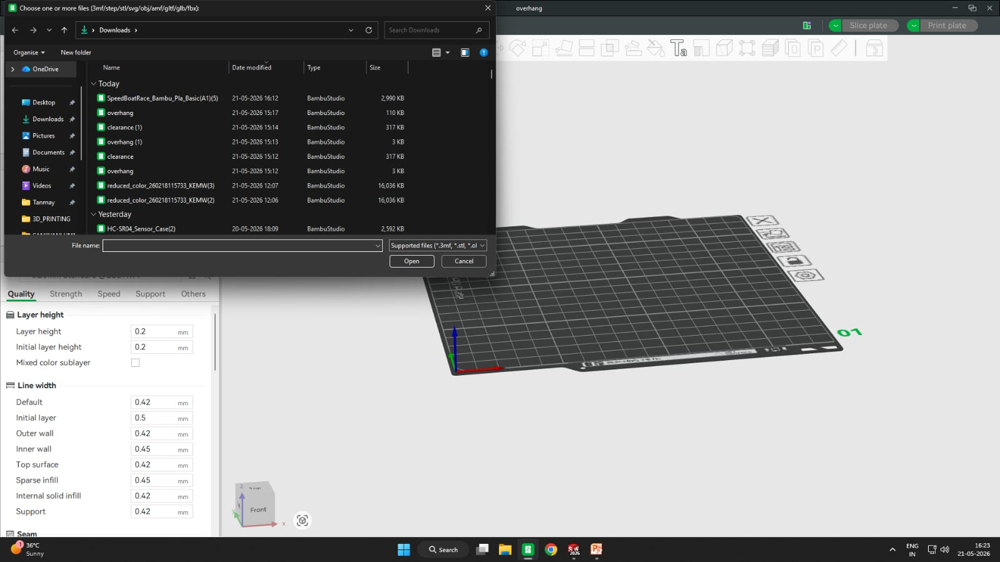 Choose one or more files (3mf/step/stl/svg/obj/amf/gltf/glb/fbx):
overhang
Downloads
Search Downloads
Slice plate
Print plate
Organise
New folder
OneDrive
Name
Date modified
Type
Size
Today
SpeedBoatRace_Bambu_Pla_Basic(A1)(5) 21-05-2026 16:12 BambuStudio 2,990 KB
Desktop
overhang 21-05-2026 15:17 BambuStudio 110 KB
Downloads
clearance (1) 21-05-2026 15:14 BambuStudio 317 KB
Pictures
overhang (1) 21-05-2026 15:13 BambuStudio 3 KB
Documents
clearance 21-05-2026 15:12 BambuStudio 317 KB
Music
overhang 21-05-2026 15:12 BambuStudio 3 KB
Videos
reduced_color_260218115733_KEMW(3) 21-05-2026 12:07 BambuStudio 16,036 KB
Tanmay
reduced_color_260218115733_KEMW(2) 21-05-2026 12:06 BambuStudio 16,036 KB
3D_PRINTING
Yesterday
HC-SR04_Sensor_Case(2) 20-05-2026 18:09 BambuStudio 2,592 KB
File name:
Supported files (*.3mf, *.stl, *.ol
Open
Cancel
Quality
Strength
Speed
Support
Others
Layer height
Layer height 0.2 mm
Initial layer height 0.2 mm
Mixed color sublayer
Line width
Default 0.42 mm
Initial layer 0.5 mm
Outer wall 0.42 mm
Inner wall 0.45 mm
Top surface 0.42 mm
Sparse infill 0.45 mm
Internal solid infill 0.42 mm
Support 0.42 mm
Seam
01
Front
z
y
x
1
36°C
Sunny
Search
SW
2026
ENG
IN
16:23
21-05-2026